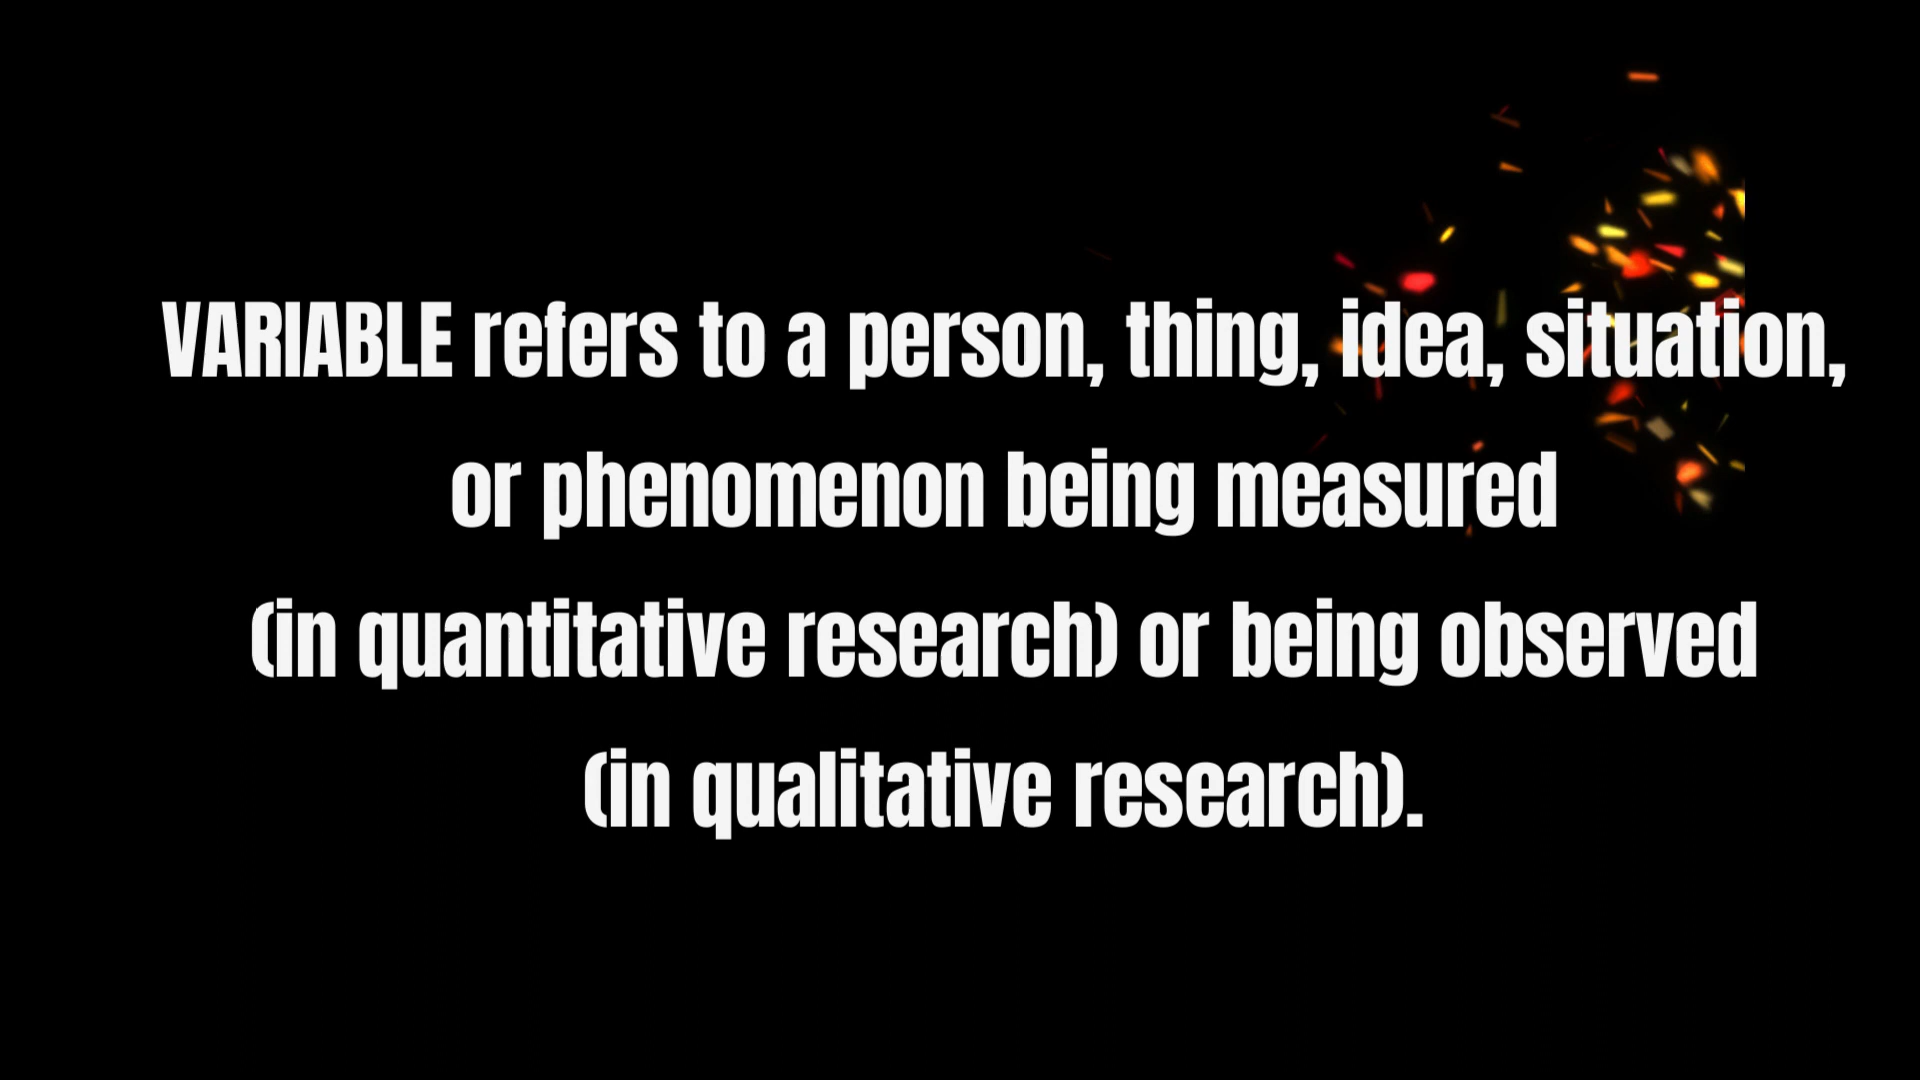 VARIABLE refers to a person, thing, idea, situation,
or phenomenon being measured
(in quantitative research) or being observed
(in qualitative research).